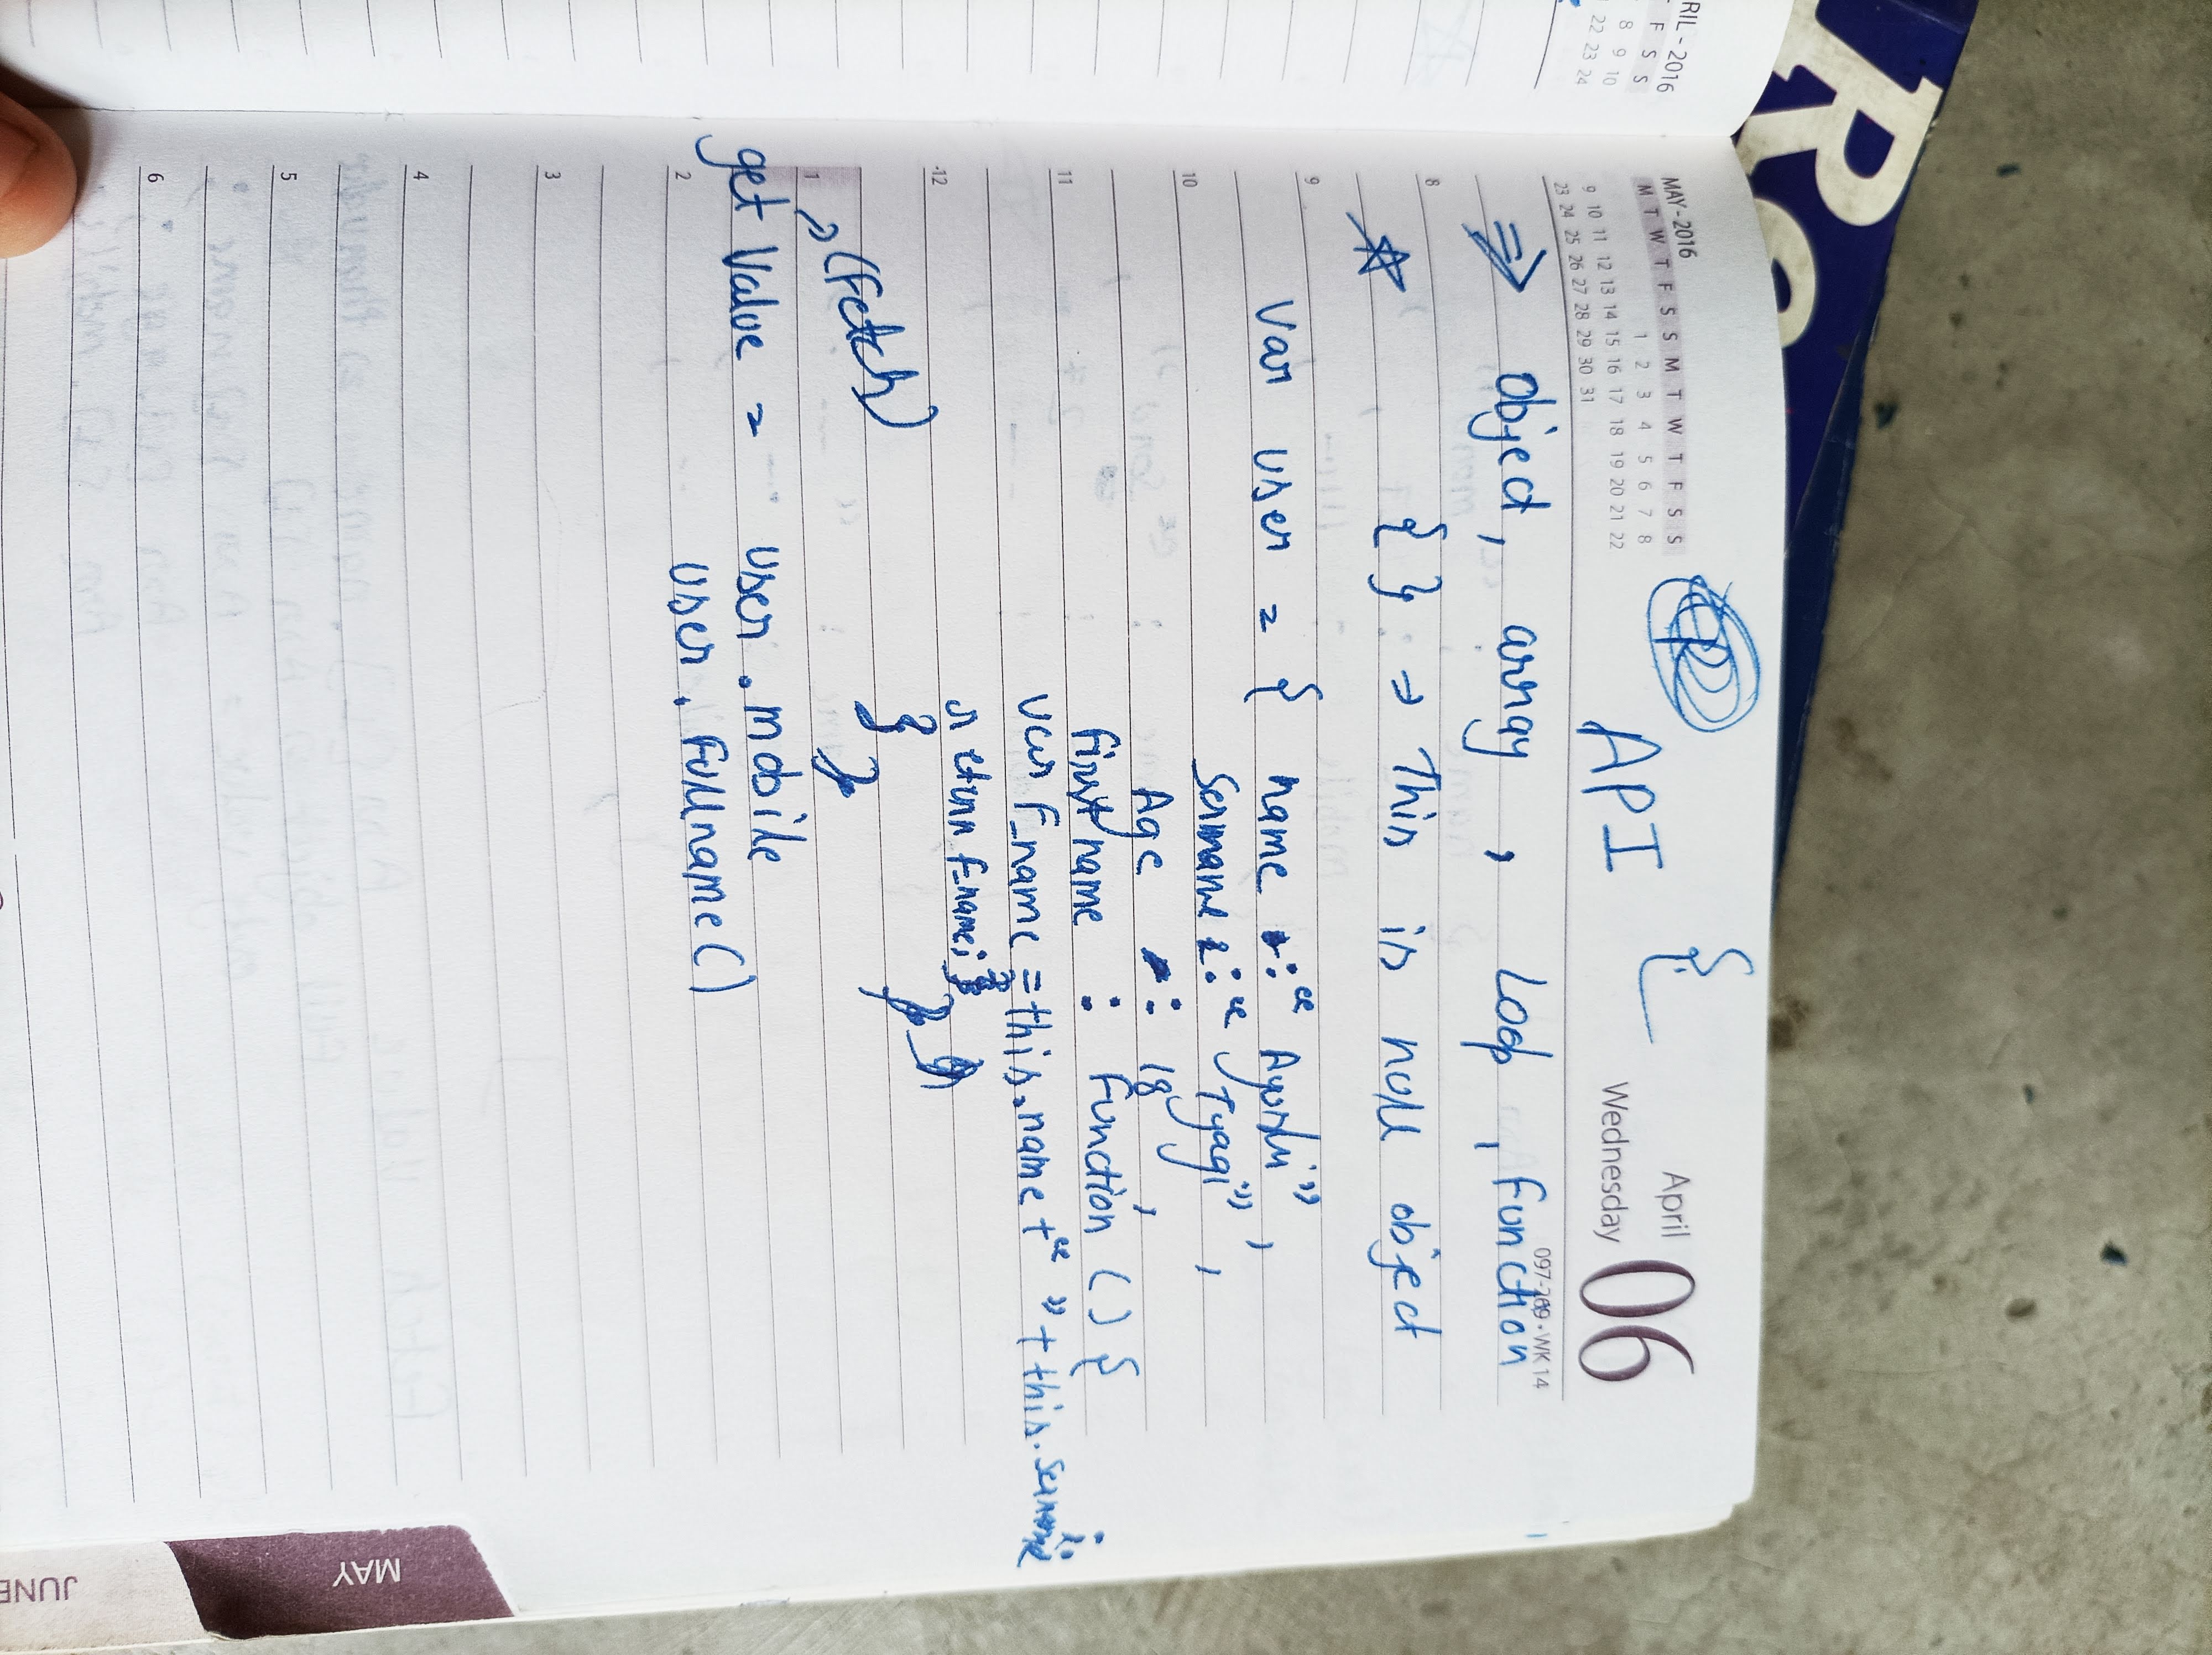 Re
RIL - 2016
F S S
8 9 10
22 23 24
MAY - 2016
M T W T F S S M T W T F S S
1 2 3 4 5 6 7 8
9 10 11 12 13 14 15 16 17 18 19 20 21 22
23 24 25 26 27 28 29 30 31
{
API
April
Wednesday 06
097-269 • WK 14
⇒ Object, array , Loop , Function
8
☆ { } ⇒ This is null object
9
Var user = { name : “ Ayushi” ,
Sername : “ Tyagi” ,
10
Age : 18 ,
first name : Function ( ) {
11
var F_name = this.name + “ ” + this.sername ;
return F_name; }
12
} }
}
→ (Fetch)
1
get Value = user . mobile
user . Fullname ( )
2
3
4
5
6
MAY
JUNE